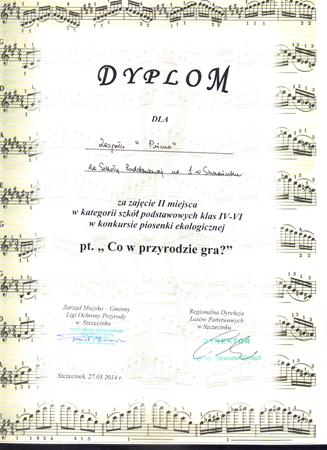 DYPLOM
DLA
Zespołu "Primo"
ze Szkoły Podstawowej nr 1 w Szczecinku
za zajęcie II miejsca
w kategorii szkół podstawowych klas IV-VI
w konkursie piosenki ekologicznej
pt. „ Co w przyrodzie gra?”
Zarząd Miejsko – Gminny
Ligi Ochrony Przyrody
w Szczecinku
Regionalna Dyrekcja
Lasów Państwowych
w Szczecinku
DYREKTOR
Szczecinek, 27.05 2014 r.